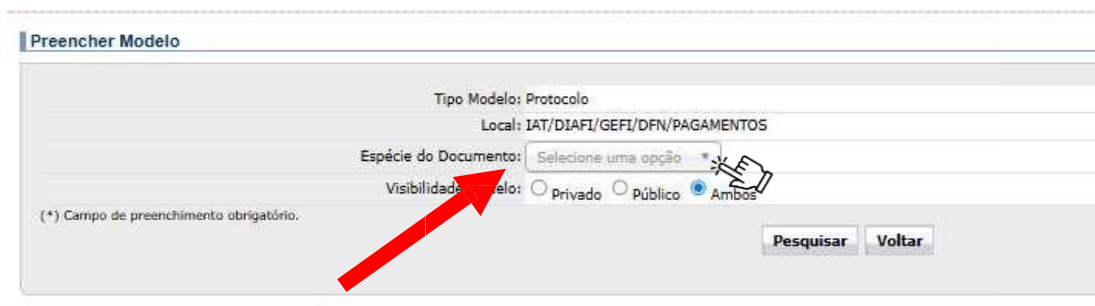 Preencher Modelo
Tipo Modelo: Protocolo
Local: IAT/DIAFI/GEFI/DFN/PAGAMENTOS
Espécie do Documento: Selecione uma opção
Visibilidade elo: Privado Público Ambos
(*) Campo de preenchimento obrigatório.
Pesquisar Voltar